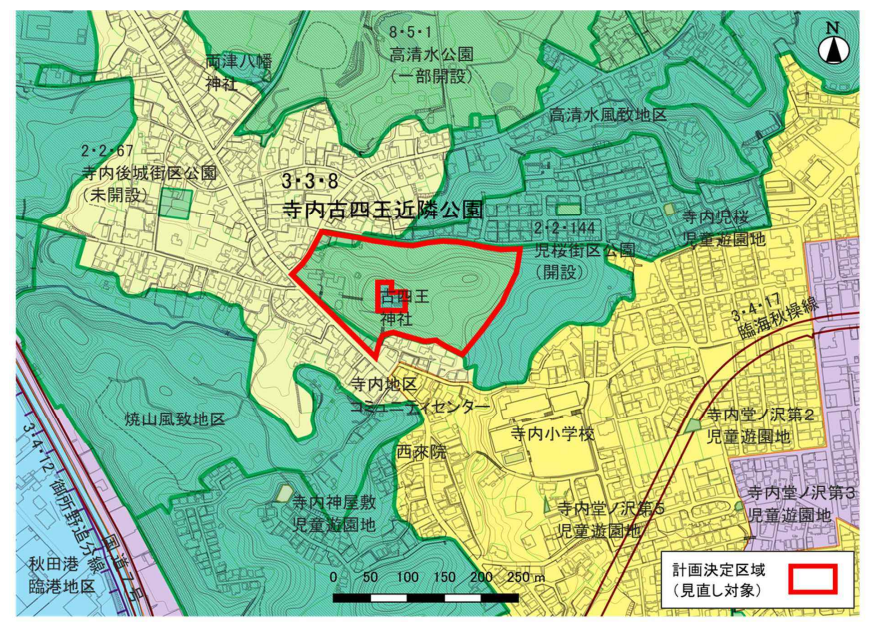 8・5・1
高清水公園
（一部開設）
N
両津八幡
神社
高清水風致地区
2・2・67
寺内後城街区公園
（未開設）
3・3・8
寺内古四王近隣公園
2・2・144
児桜街区公園
（開設）
寺内児桜
児童遊園地
古四王
神社
3・4・17
臨海秋操線
寺内地区
コミュニティセンター
焼山風致地区
寺内小学校
寺内堂ノ沢第2
児童遊園地
西來院
3・4・12 御所野追分線
国道7号
寺内神屋敷
児童遊園地
寺内堂ノ沢第5
児童遊園地
寺内堂ノ沢第3
児童遊園地
秋田港
臨港地区
0 50 100 150 200 250 m
計画決定区域
（見直し対象）